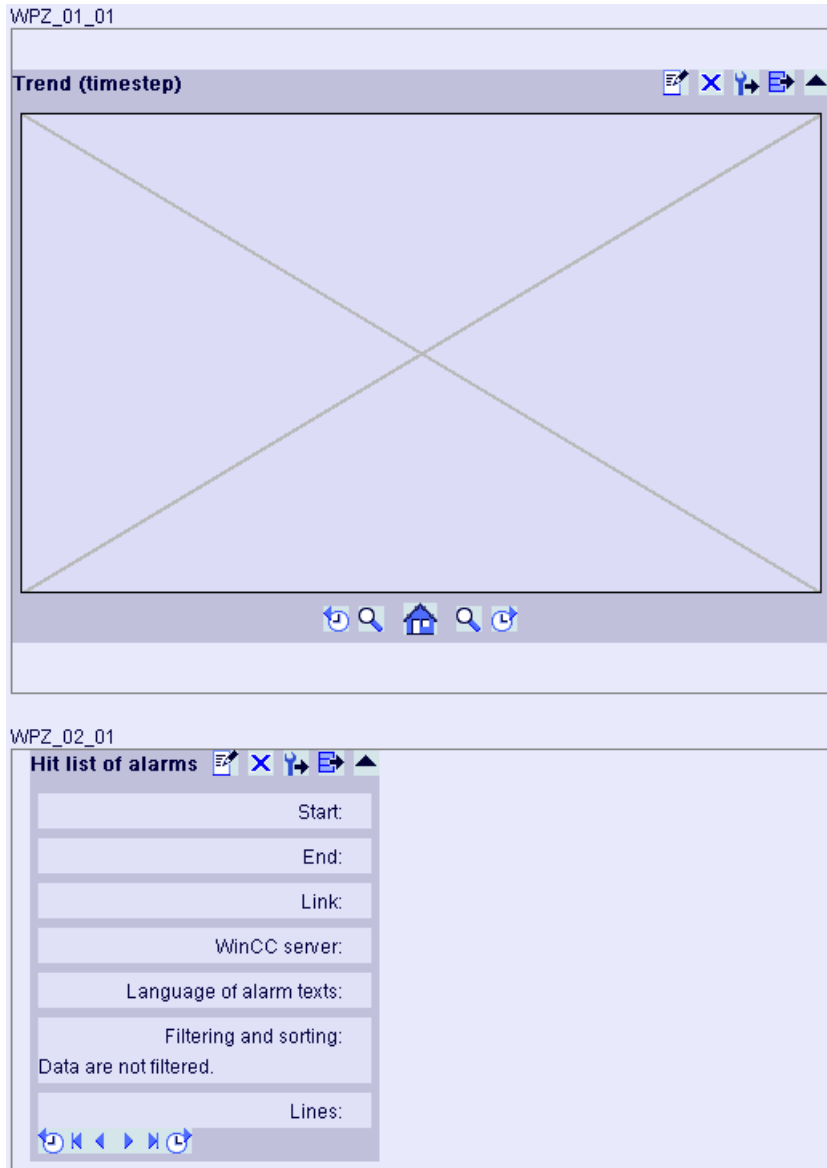 WPZ_01_01
Trend (timestep)
WPZ_02_01
Hit list of alarms
Start:
End:
Link:
WinCC server:
Language of alarm texts:
Filtering and sorting:
Data are not filtered.
Lines: